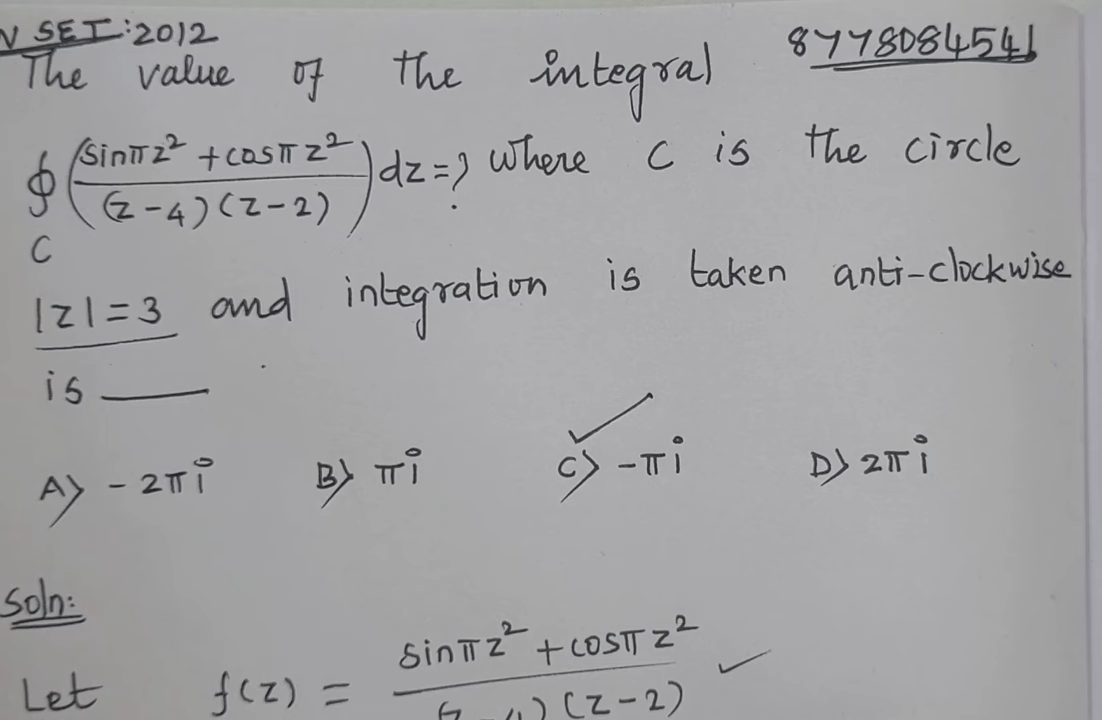 SET:2012
8778084541
The value of the integral
∮_C ((sinπz² + cosπz²)/((z-4)(z-2))) dz = ? where C is the circle
|z| = 3 and integration is taken anti-clockwise
is ____
A) -2πi B) πi C) -πi D) 2πi
Soln:
Let f(z) = (sinπz² + cosπz²)/((z-4)(z-2))